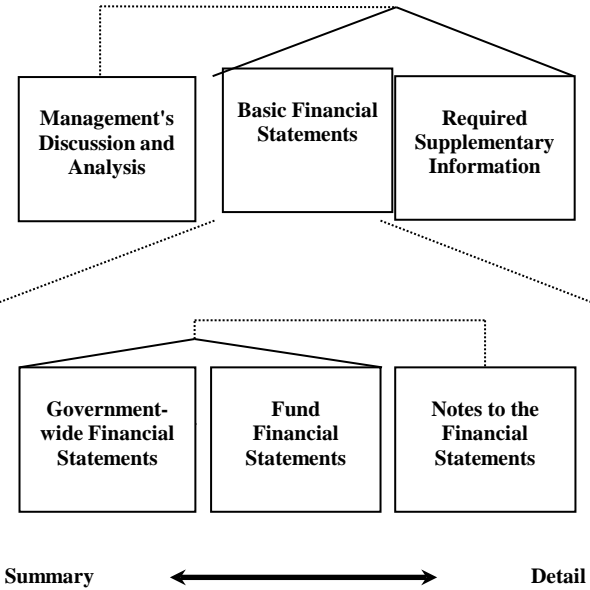 Management's
Discussion and
Analysis
Basic Financial
Statements
Required
Supplementary
Information
Government-
wide Financial
Statements
Fund
Financial
Statements
Notes to the
Financial
Statements
Summary
Detail